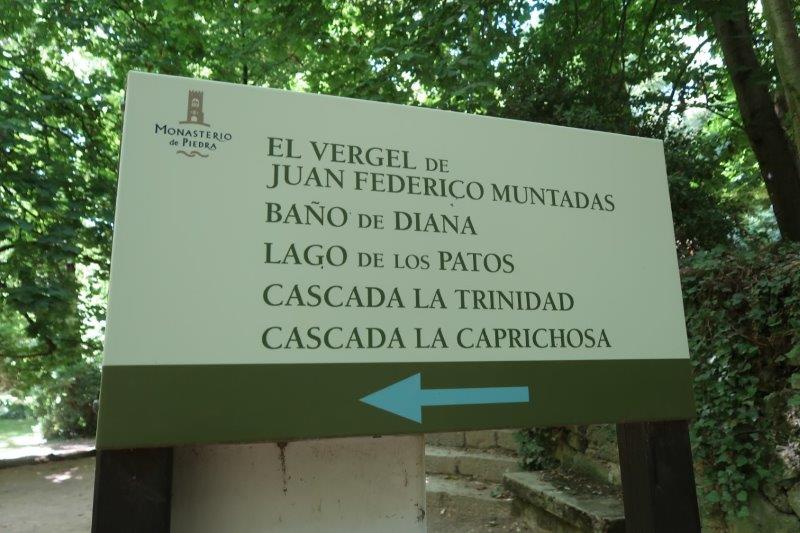 MONASTERIO
DE PIEDRA
EL VERGEL DE
JUAN FEDERICO MUNTADAS
BAÑO DE DIANA
LAGO DE LOS PATOS
CASCADA LA TRINIDAD
CASCADA LA CAPRICHOSA